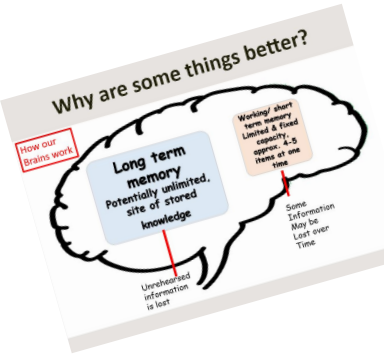 Why are some things better?
How our
Brains work
Long term
memory
Potentially unlimited,
site of stored
knowledge
Working/ short
term memory
Limited & fixed
capacity,
approx. 4-5
items at one
time
Unrehearsed
information
is lost
Some
Information
May be
Lost over
Time